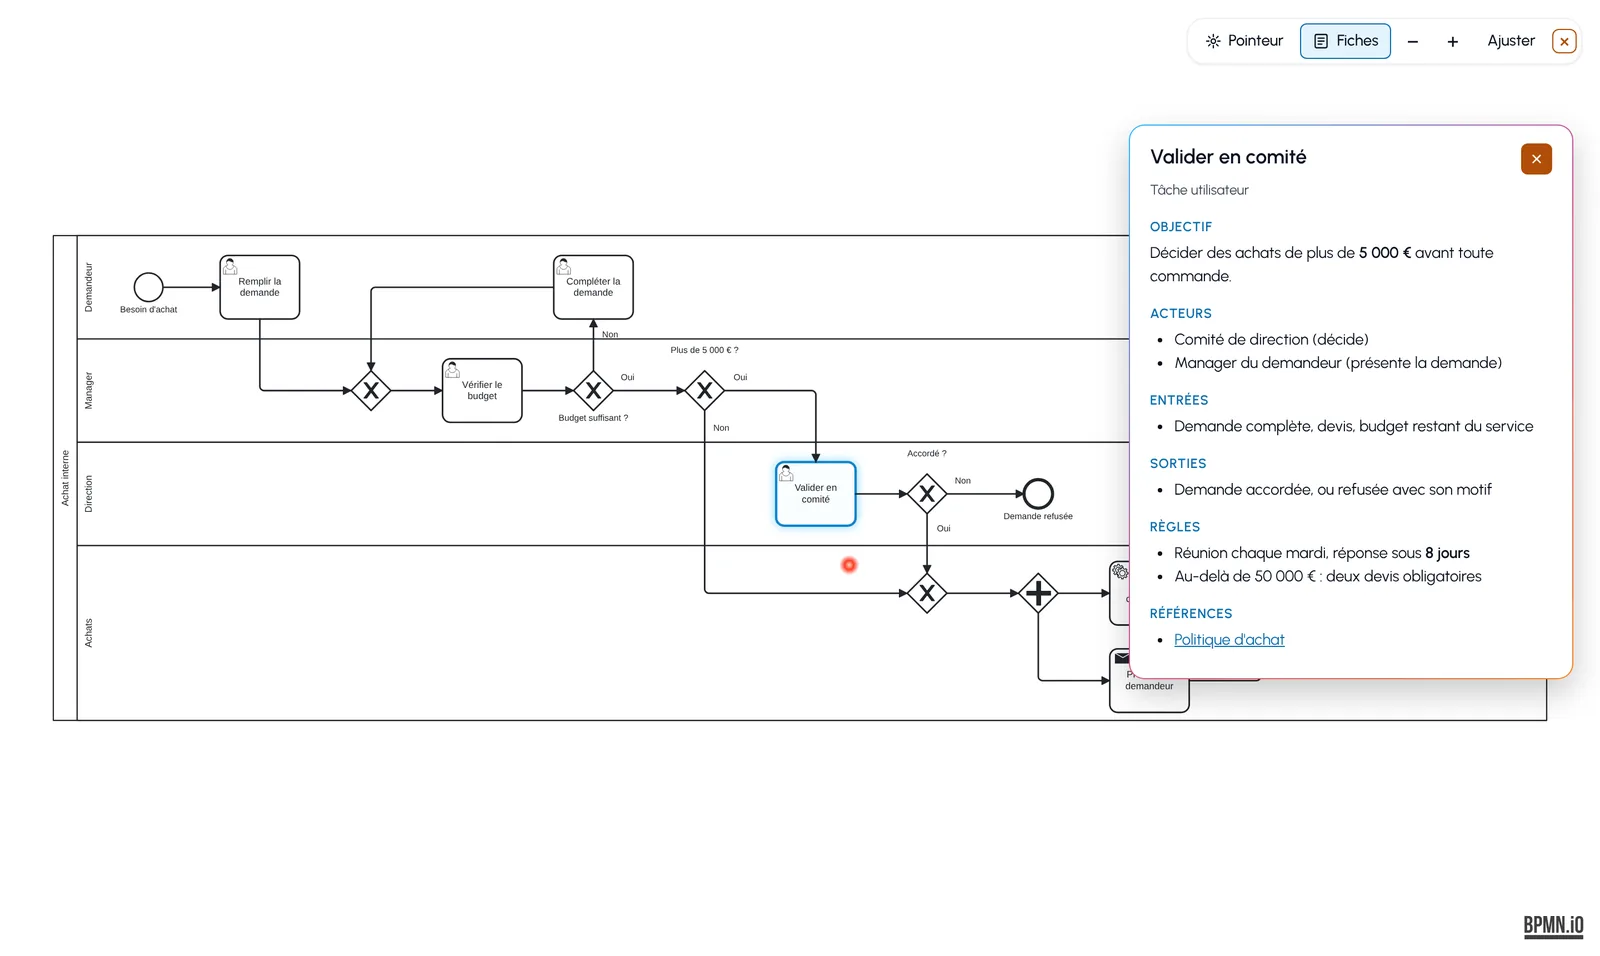 Pointeur
Fiches
Ajuster
Valider en comité
Tâche utilisateur
OBJECTIF
Décider des achats de plus de 5 000 € avant toute
commande.
ACTEURS
Comité de direction (décide)
Manager du demandeur (présente la demande)
ENTRÉES
Demande complète, devis, budget restant du service
SORTIES
Demande accordée, ou refusée avec son motif
RÈGLES
Réunion chaque mardi, réponse sous 8 jours
Au-delà de 50 000 € : deux devis obligatoires
RÉFÉRENCES
Politique d'achat
Achat interne
Demandeur
Besoin d'achat
Remplir la
demande
Compléter la
demande
Non
Manager
Vérifier le
budget
Budget suffisant ?
Oui
Plus de 5 000 € ?
Oui
Non
Direction
Valider en
comité
Accordé ?
Non
Demande refusée
Oui
Achats
demandeur
BPMN.iO